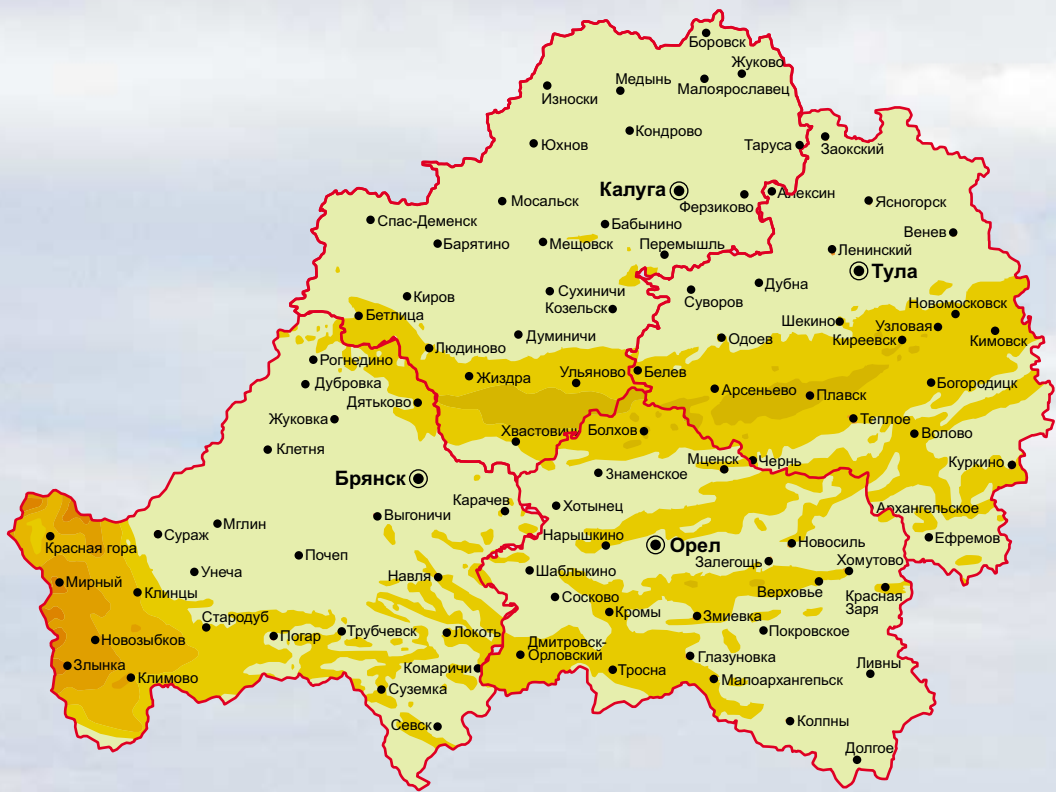 Боровск
Жуково
Медынь
Малоярославец
Износки
Кондрово
Юхнов
Таруса
Заокский
Калуга
Алексин
Ферзиково
Ясногорск
Мосальск
Спас-Деменск
Бабынино
Венев
Барятино
Мещовск
Перемышль
Ленинский
Тула
Дубна
Суворов
Сухиничи
Козельск
Киров
Новомосковск
Бетлица
Шекино
Узловая
Думиничи
Одоев
Киреевск
Кимовск
Людиново
Рогнедино
Ульяново
Белев
Жиздра
Дубровка
Богородицк
Арсеньево
Плавск
Дятьково
Жуковка
Теплое
Хвастовичи
Болхов
Волово
Клетня
Мценск
Чернь
Куркино
Знаменское
Брянск
Карачев
Хотынец
Архангельское
Выгоничи
Мглин
Сураж
Нарышкино
Орел
Новосиль
Ефремов
Красная гора
Почеп
Залегощь
Хомутово
Унеча
Навля
Шаблыкино
Мирный
Клинцы
Верховье
Красная
Заря
Сосково
Кромы
Змиевка
Стародуб
Погар
Трубчевск
Локоть
Покровское
Новозыбков
Дмитровск-
Орловский
Глазуновка
Ливны
Злынка
Комаричи
Тросна
Климово
Малоархангельск
Суземка
Севск
Колпны
Долгое